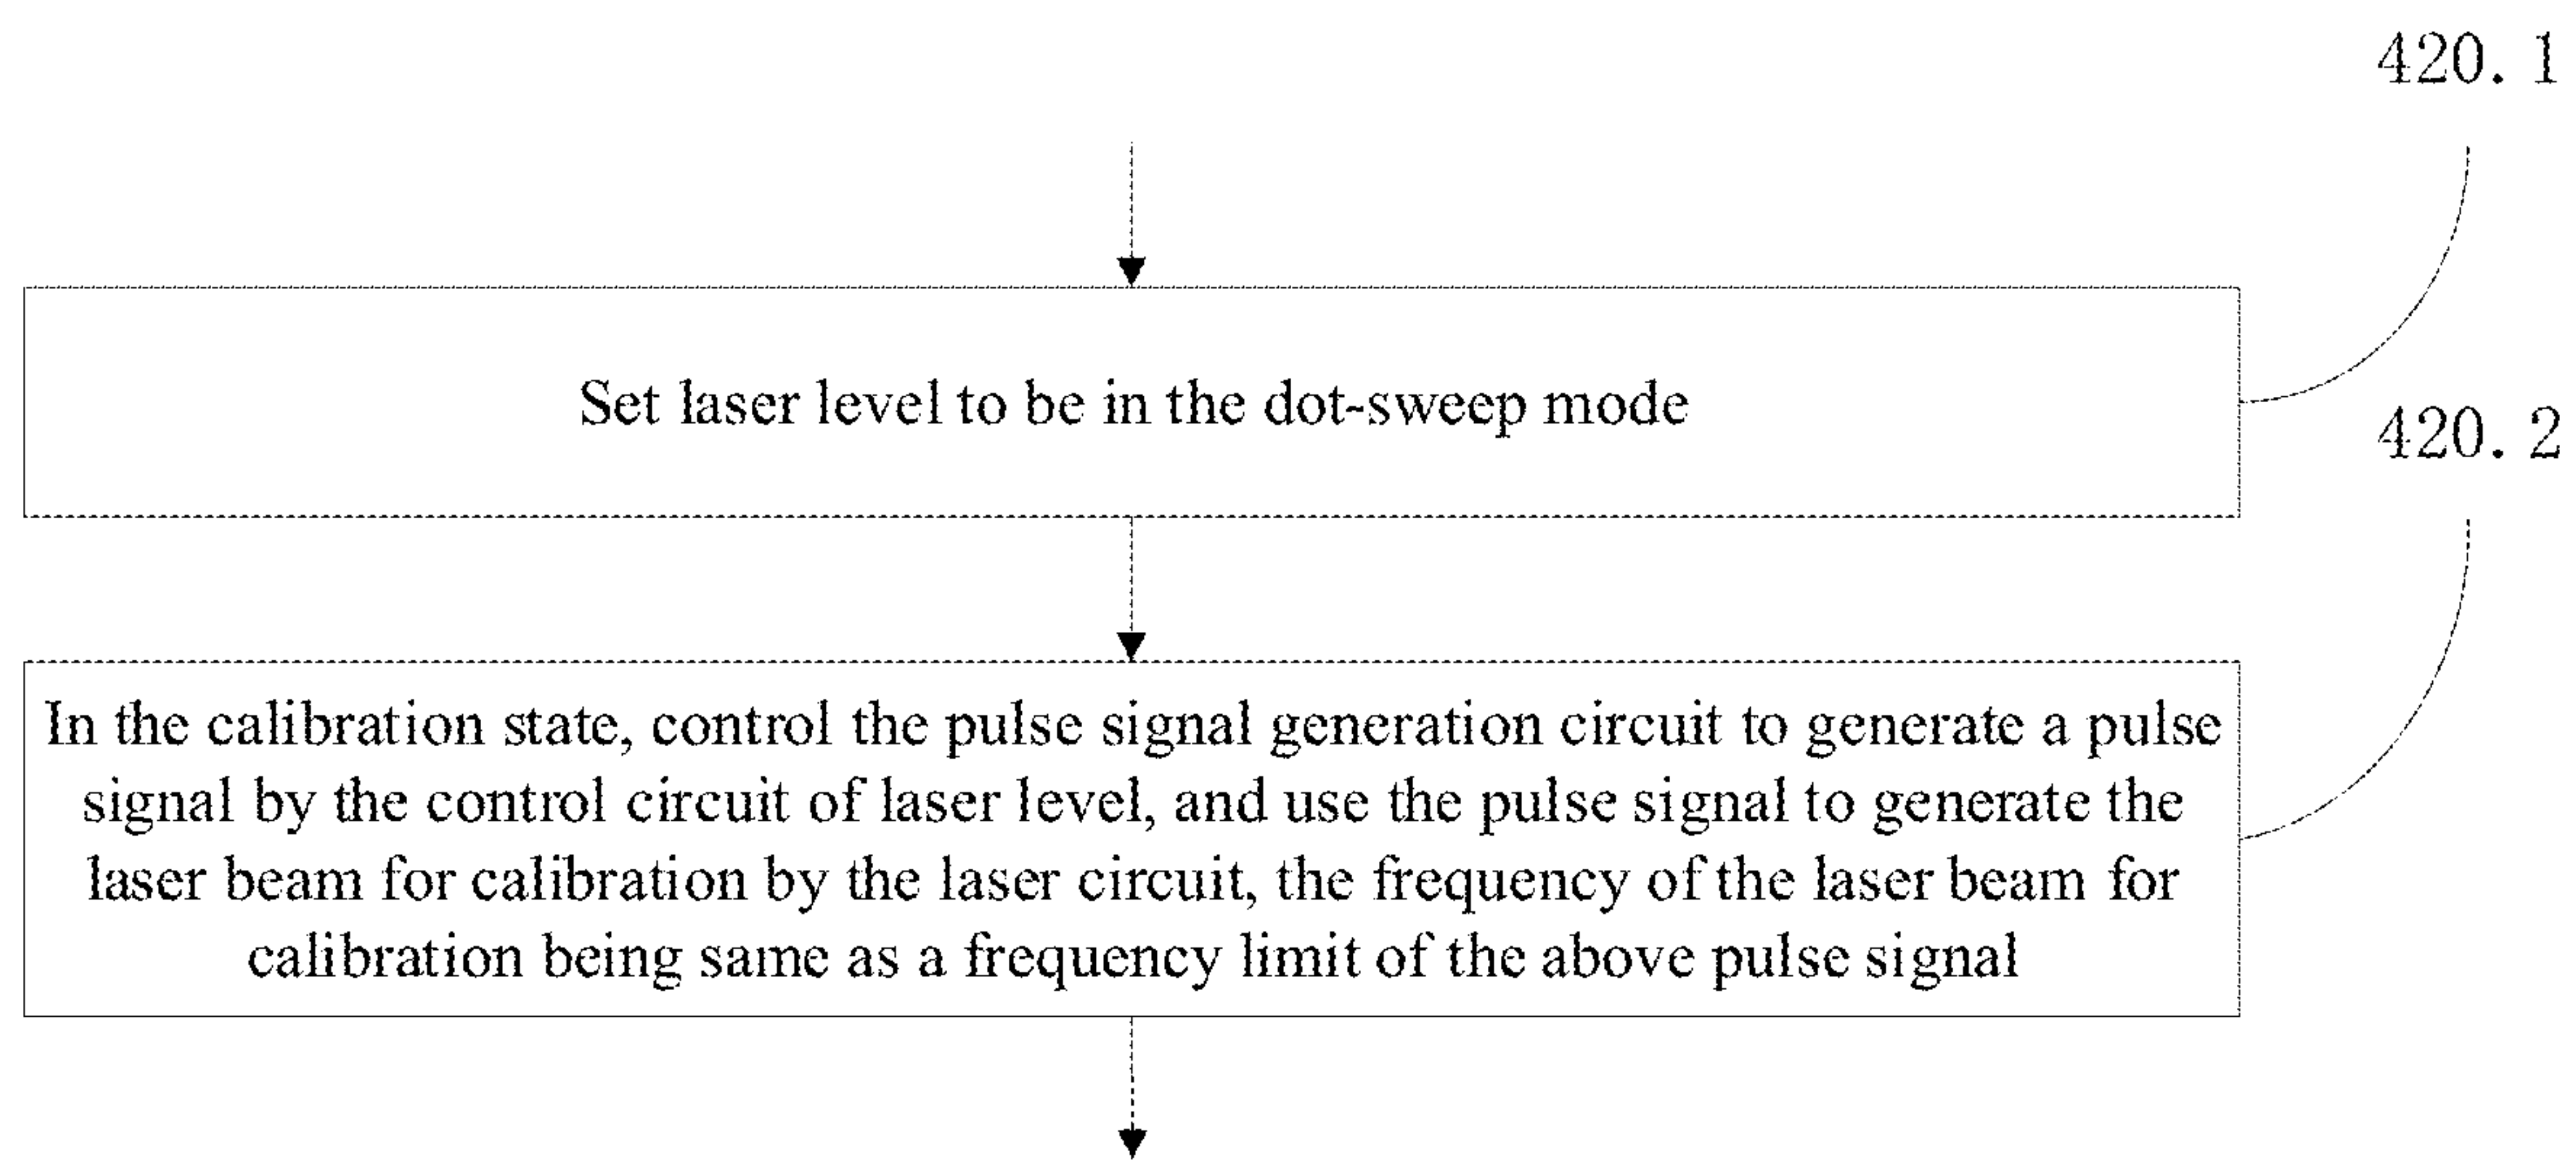 420. 1
Set laser level to be in the dot-sweep mode
420. 2
In the calibration state, control the pulse signal generation circuit to generate a pulse
signal by the control circuit of laser level, and use the pulse signal to generate the
laser beam for calibration by the laser circuit, the frequency of the laser beam for
calibration being same as a frequency limit of the above pulse signal